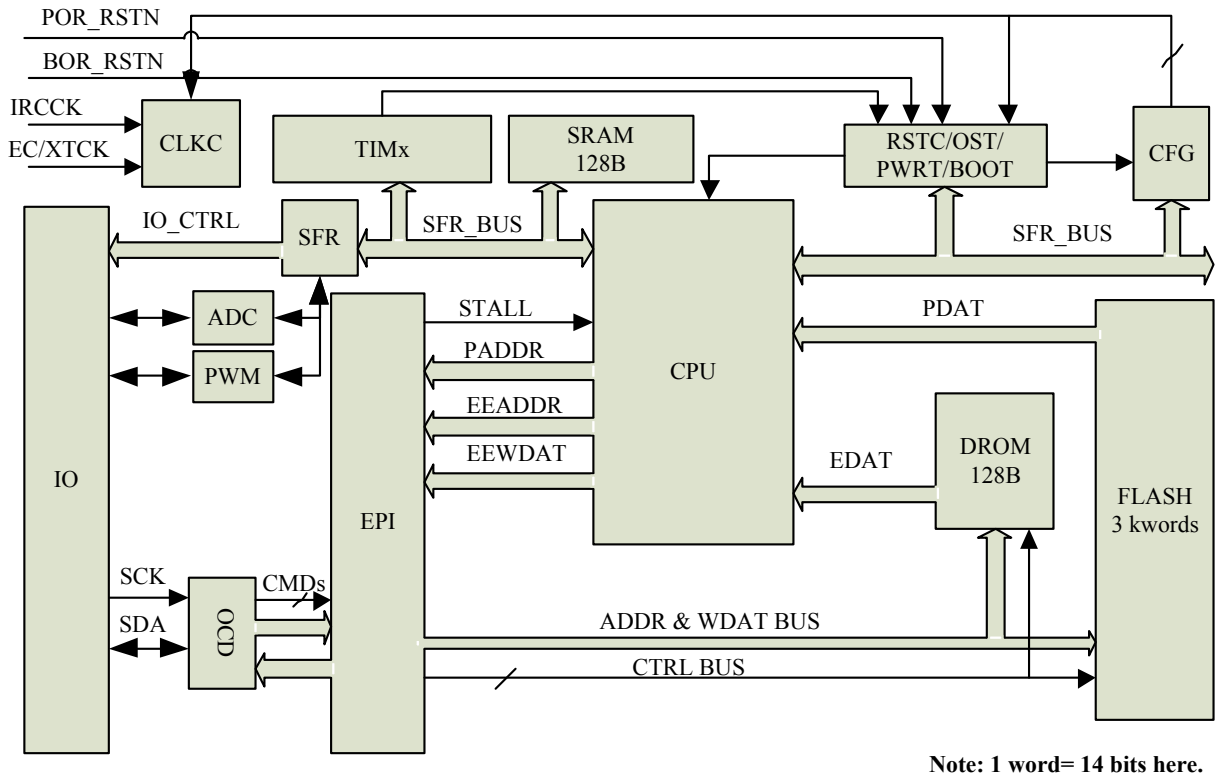 POR_RSTN
BOR_RSTN
IRCCK
EC/XTCK
CLKC
TIMx
SRAM
128B
RSTC/OST/
PWRT/BOOT
CFG
IO_CTRL
SFR
SFR_BUS
SFR_BUS
ADC
PWM
STALL
PADDR
EEADDR
EEWDAT
CPU
PDAT
EDAT
DROM
128B
FLASH
3 kwords
IO
EPI
SCK
SDA
OCD
CMDs
ADDR & WDAT BUS
CTRL BUS
Note: 1 word= 14 bits here.